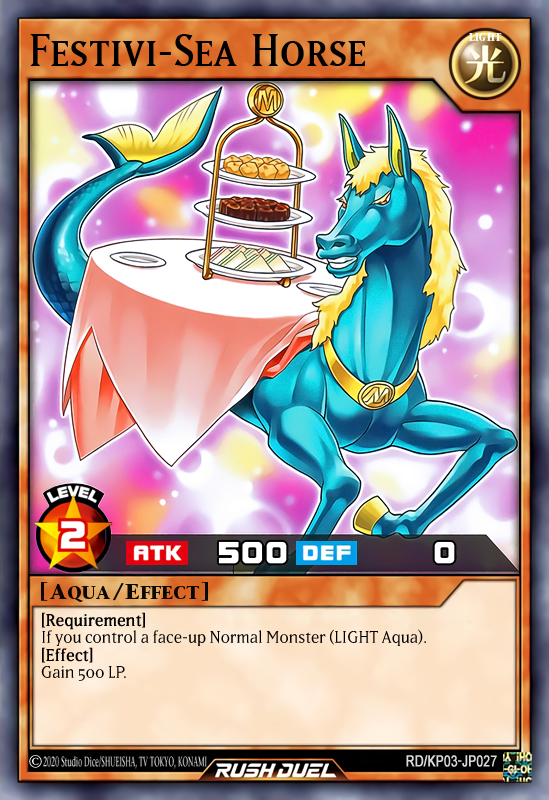 Festivi-Sea Horse
LIGHT
光
M
M
LEVEL
2
ATK 500 DEF 0
[Aqua/Effect]
[Requirement]
If you control a face-up Normal Monster (LIGHT Aqua).
[Effect]
Gain 500 LP.
©2020 Studio Dice/SHUEISHA, TV TOKYO, KONAMI
RUSH DUEL
RD/KP03-JP027